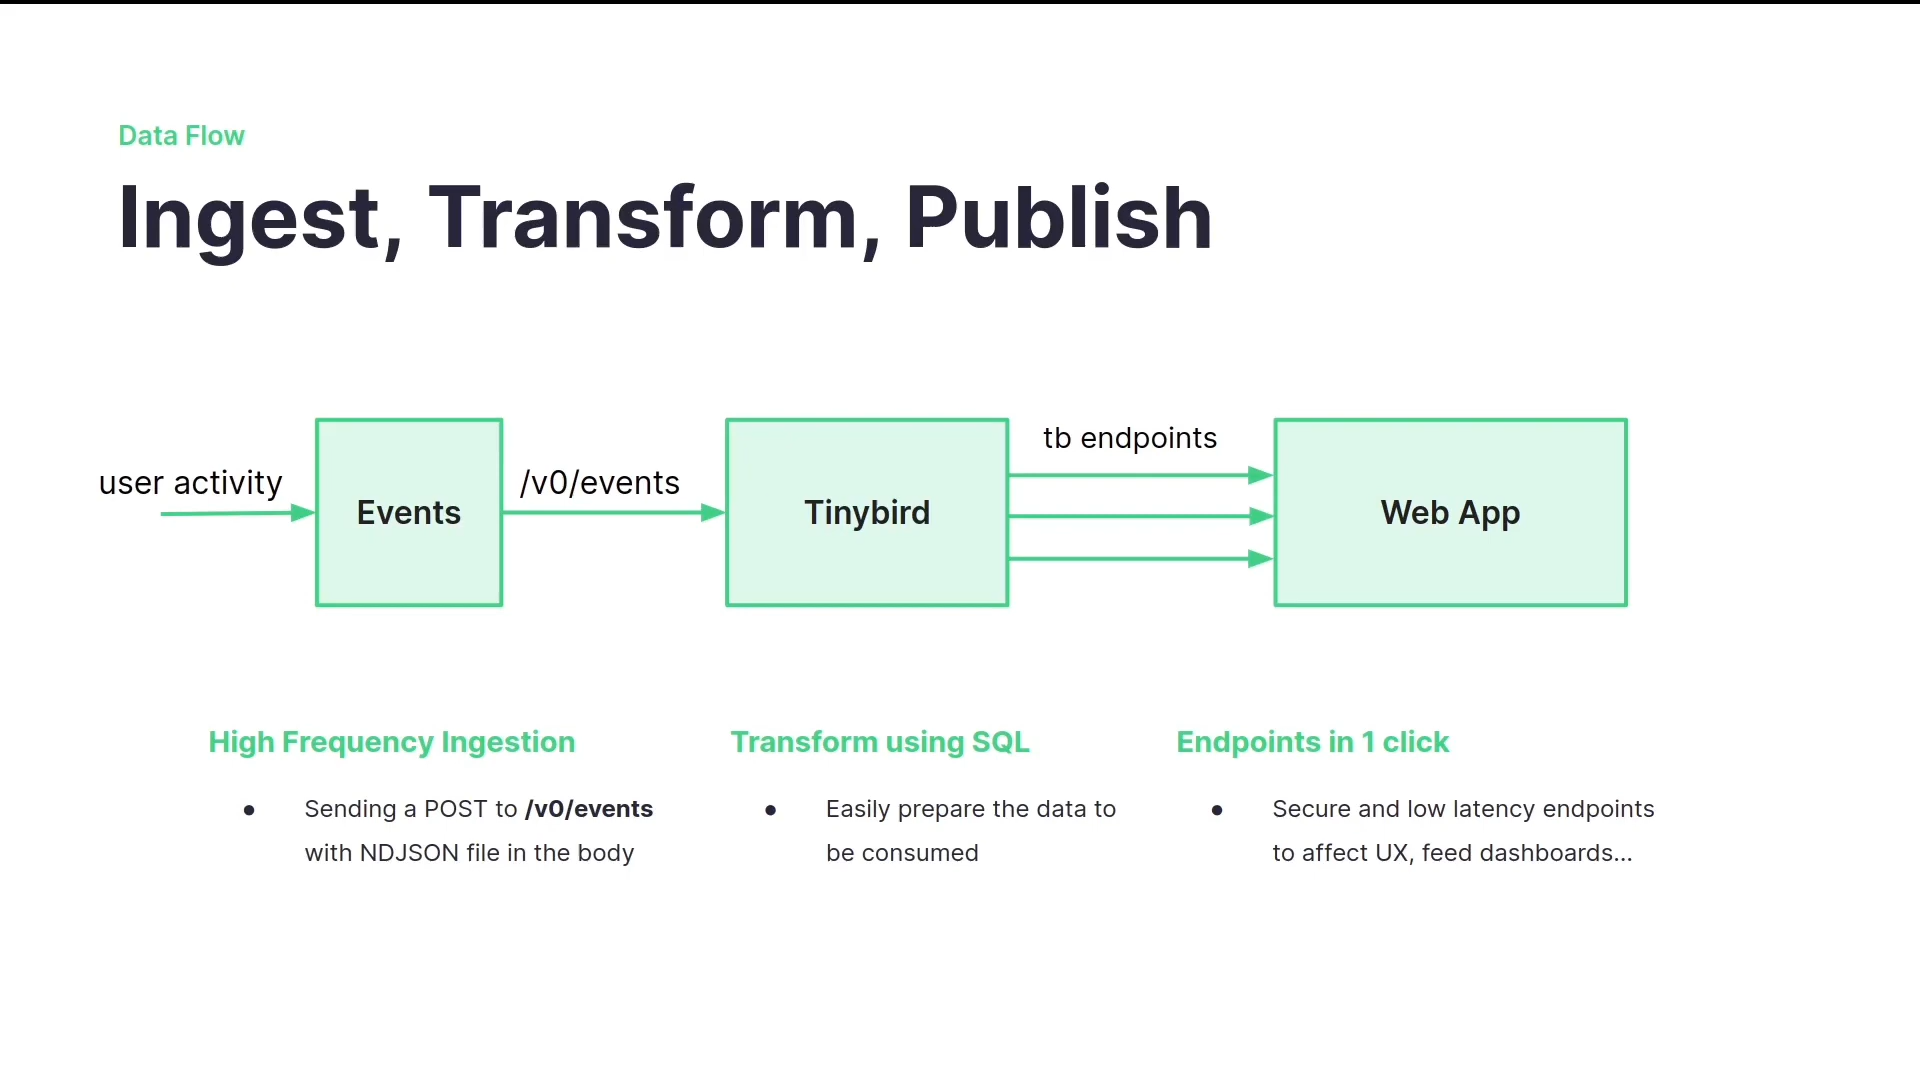 Data Flow
Ingest, Transform, Publish
user activity
Events
/v0/events
Tinybird
tb endpoints
Web App
High Frequency Ingestion
● Sending a POST to /v0/events
with NDJSON file in the body
Transform using SQL
● Easily prepare the data to
be consumed
Endpoints in 1 click
● Secure and low latency endpoints
to affect UX, feed dashboards...